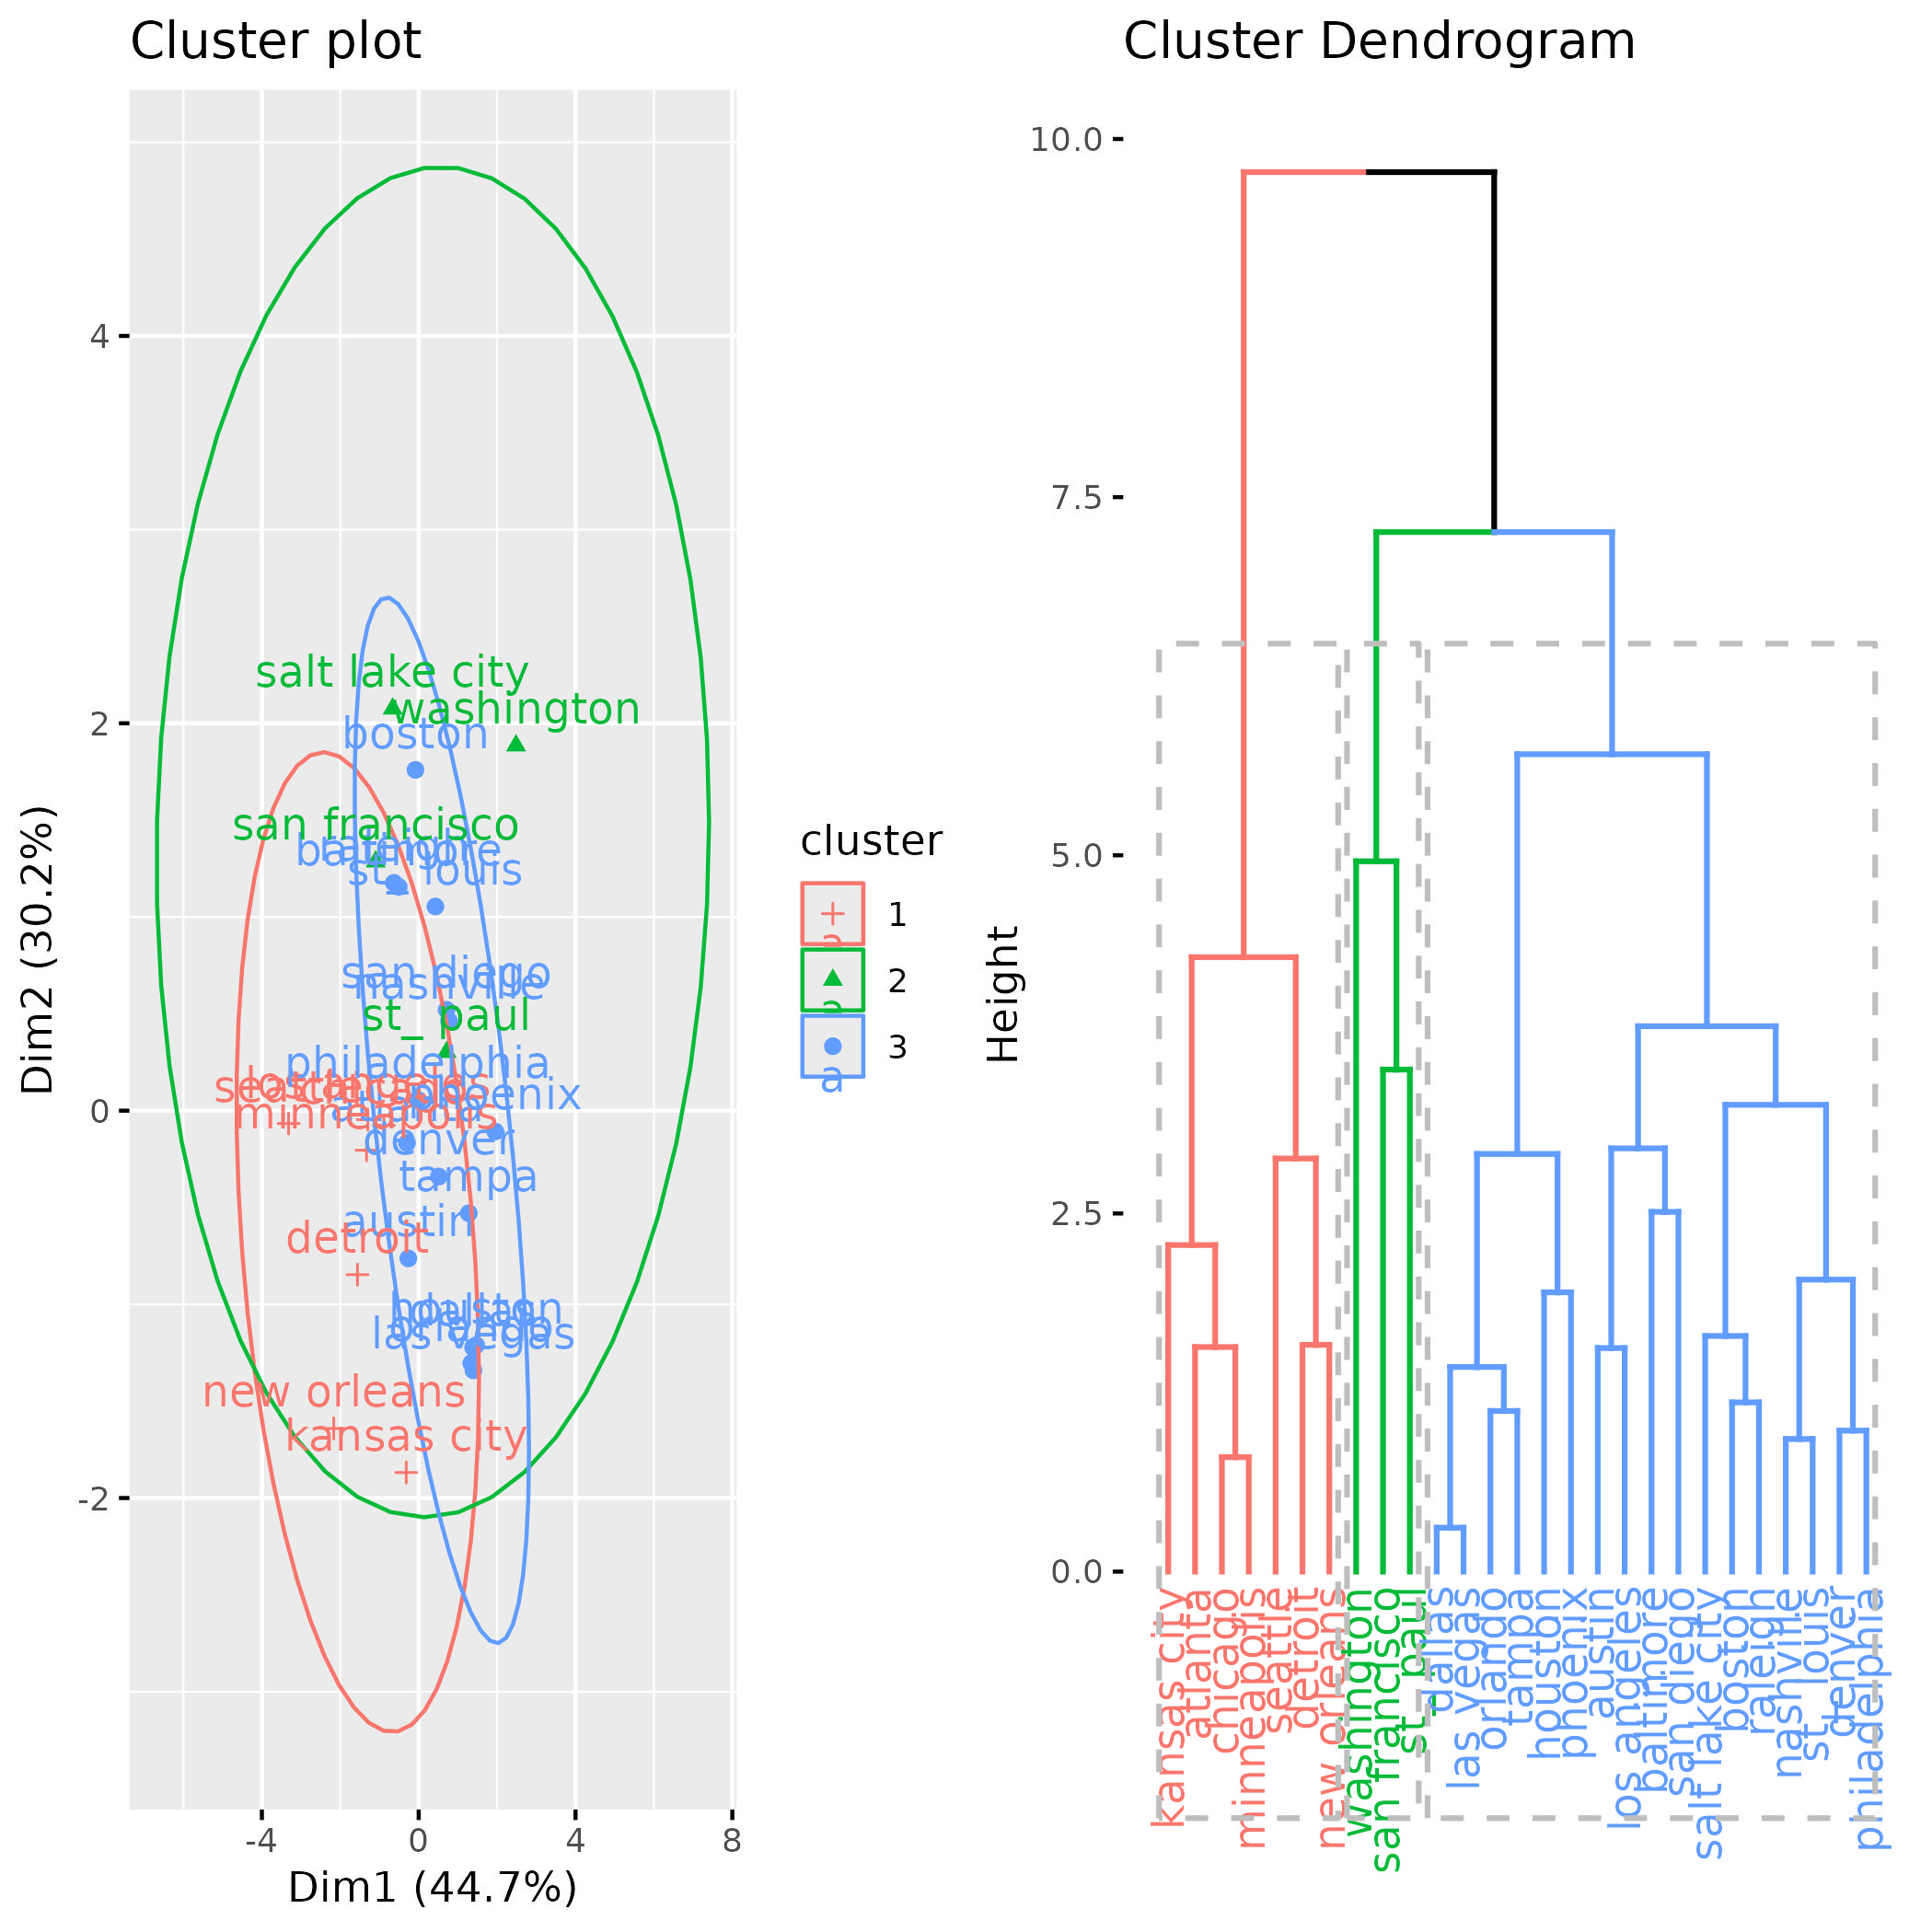 Cluster plot
4
2
0
-2
-4
0
4
8
Dim1 (44.7%)
Dim2 (30.2%)
salt lake city
washington
boston
san francisco
baltimore
st_ louis
san diego
nashville
st_ paul
philadelphia
phoenix
minneapolis
denver
tampa
austin
detroit
las vegas
new orleans
kansas city
cluster
a 1
a 2
a 3
Cluster Dendrogram
10.0
7.5
5.0
2.5
0.0
Height
kansas city
atlanta
chicago
minneapolis
seattle
detroit
new orleans
washington
san francisco
st_ paul
dallas
las vegas
orlando
tampa
houston
phoenix
austin
los angeles
baltimore
san diego
salt lake city
boston
raleigh
nashville
st_ louis
denver
philadephia